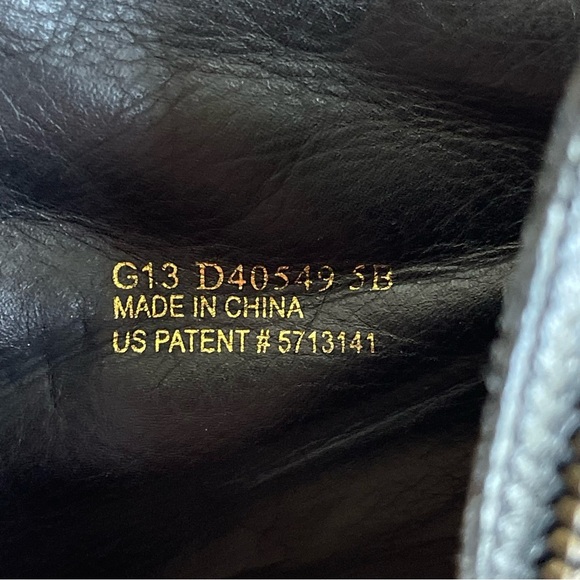 G13 D40549 5B
MADE IN CHINA
US PATENT # 5713141